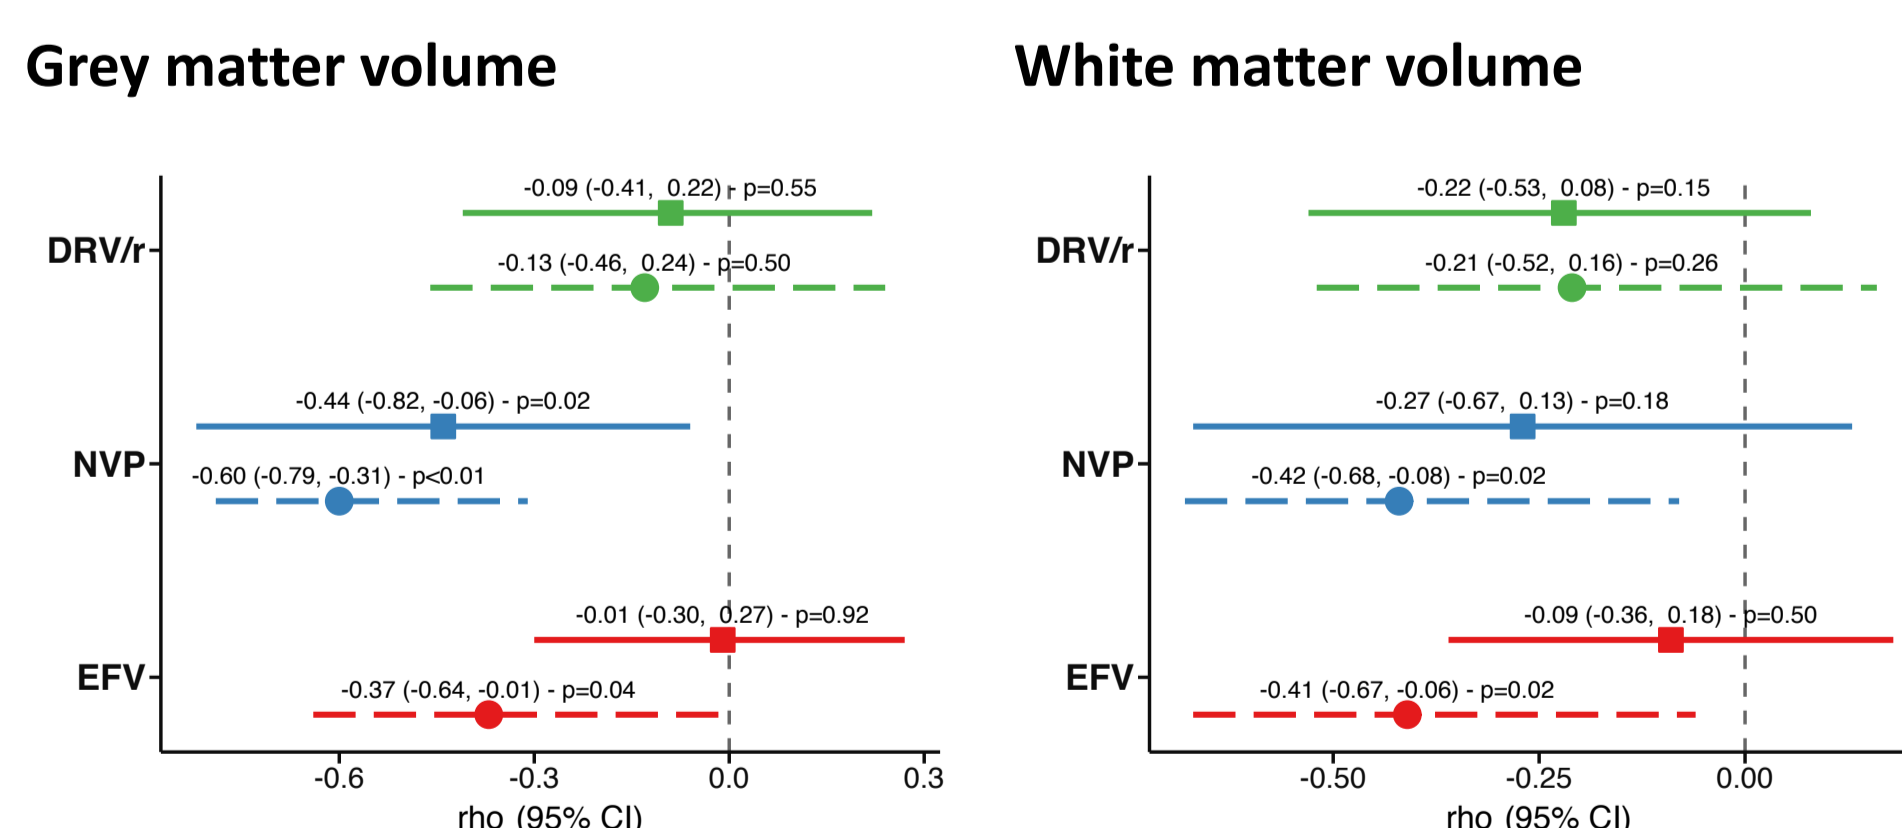 Grey matter volume
-0.09 (-0.41, 0.22) - p=0.55
DRV/r
-0.13 (-0.46, 0.24) - p=0.50
-0.44 (-0.82, -0.06) - p=0.02
NVP
-0.60 (-0.79, -0.31) - p<0.01
-0.01 (-0.30, 0.27) - p=0.92
EFV
-0.37 (-0.64, -0.01) - p=0.04
-0.6 -0.3 0.0 0.3
rho (95% CI)
White matter volume
-0.22 (-0.53, 0.08) - p=0.15
DRV/r
-0.21 (-0.52, 0.16) - p=0.26
-0.27 (-0.67, 0.13) - p=0.18
NVP
-0.42 (-0.68, -0.08) - p=0.02
-0.09 (-0.36, 0.18) - p=0.50
EFV
-0.41 (-0.67, -0.06) - p=0.02
-0.50 -0.25 0.00
rho (95% CI)